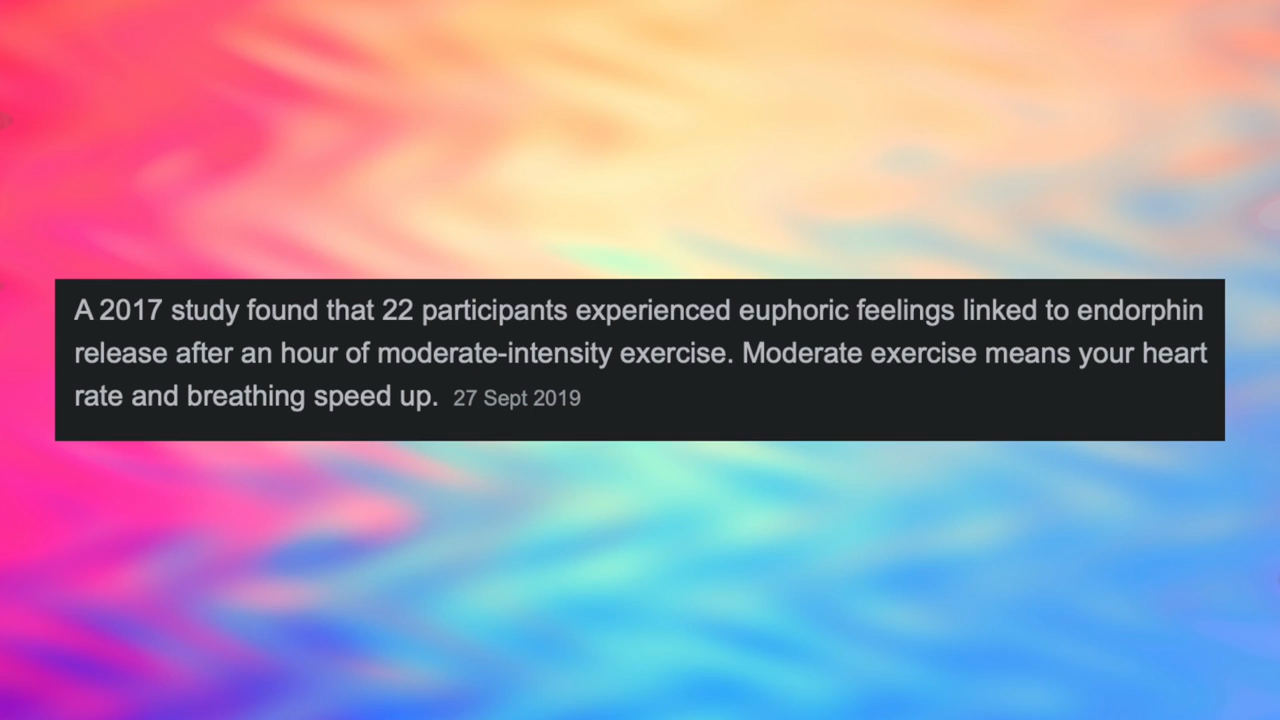 A 2017 study found that 22 participants experienced euphoric feelings linked to endorphin
release after an hour of moderate-intensity exercise. Moderate exercise means your heart
rate and breathing speed up. 27 Sept 2019